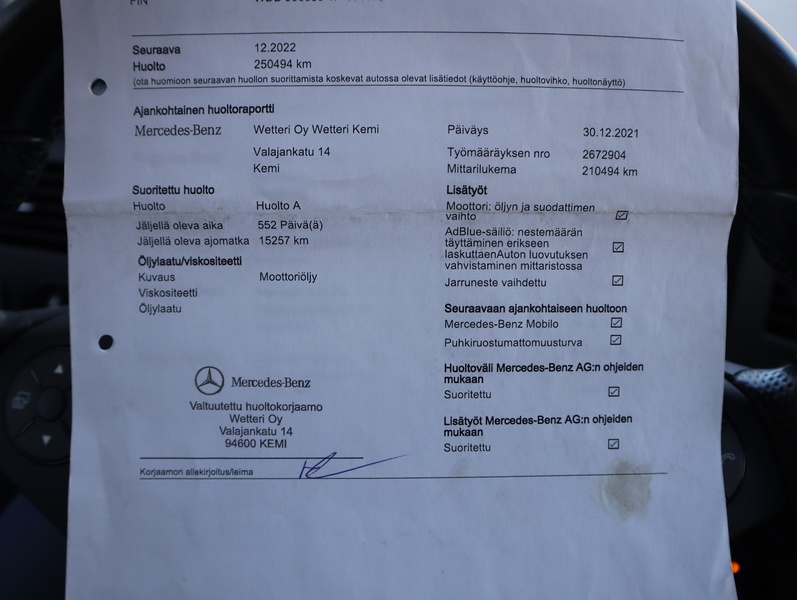 Seuraava 12.2022
Huolto 250494 km
(ota huomioon seuraavan huollon suorittamista koskevat autossa olevat lisätiedot (käyttöohje, huoltovihko, huoltonäyttö)
Ajankohtainen huoltoraportti
Mercedes-Benz Wetteri Oy Wetteri Kemi Päiväys 30.12.2021
Valajankatu 14 Työmääräyksen nro 2672904
Kemi Mittarilukema 210494 km
Suoritettu huolto
Huolto Huolto A
Jäljellä oleva aika 552 Päivä(ä)
Jäljellä oleva ajomatka 15257 km
Öljylaatu/viskositeetti
Kuvaus Moottoriöljy
Viskositeetti
Öljylaatu
Lisätyöt
Moottori: öljyn ja suodattimen
vaihto ☑
AdBlue-säiliö: nestemäärän
täyttäminen erikseen ☑
laskuttaenAuton luovutuksen
vahvistaminen mittaristossa
Jarruneste vaihdettu ☑
Seuraavaan ajankohtaiseen huoltoon
Mercedes-Benz Mobilo ☑
Puhkiruostumattomuusturva ☑
Huoltoväli Mercedes-Benz AG:n ohjeiden
mukaan
Suoritettu ☑
Lisätyöt Mercedes-Benz AG:n ohjeiden
mukaan
Suoritettu ☑
Mercedes-Benz
Valtuutettu huoltokorjaamo
Wetteri Oy
Valajankatu 14
94600 KEMI
Korjaamon allekirjoitus/leima